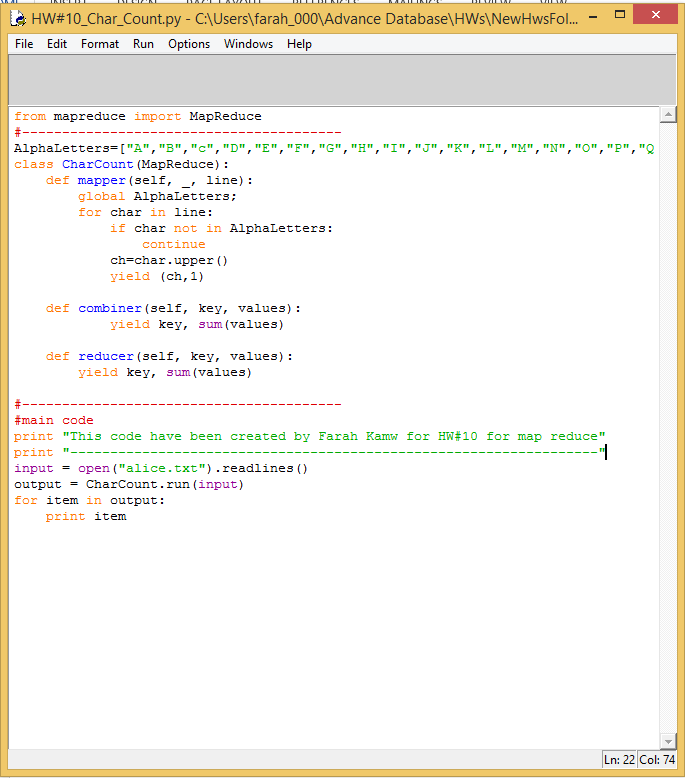 HW#10_Char_Count.py - C:\Users\farah_000\Advance Database\HWs\NewHwsFol...
File Edit Format Run Options Windows Help
from mapreduce import MapReduce
#----------------------------------------
AlphaLetters=["A","B","c","D","E","F","G","H","I","J","K","L","M","N","O","P","Q
class CharCount(MapReduce):
    def mapper(self, _, line):
        global AlphaLetters;
        for char in line:
            if char not in AlphaLetters:
                continue
            ch=char.upper()
            yield (ch,1)
    def combiner(self, key, values):
            yield key, sum(values)
    def reducer(self, key, values):
        yield key, sum(values)
#----------------------------------------
#main code
print "This code have been created by Farah Kamw for HW#10 for map reduce"
print "------------------------------------------------------------------"
input = open("alice.txt").readlines()
output = CharCount.run(input)
for item in output:
    print item
Ln: 22 Col: 74